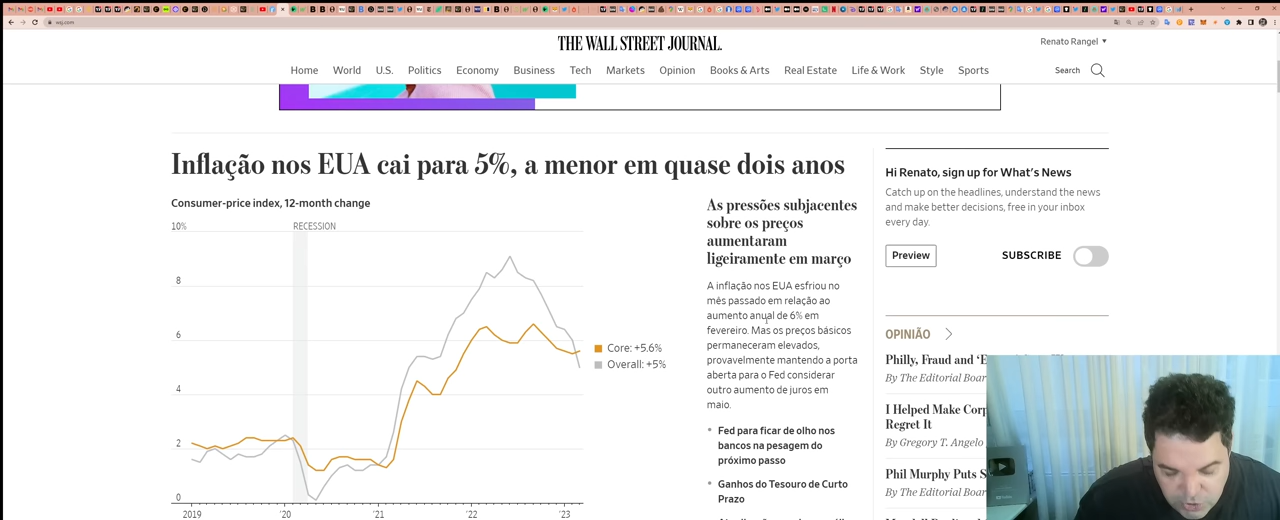 wsj.com
THE WALL STREET JOURNAL.
Renato Rangel
Home World U.S. Politics Economy Business Tech Markets Opinion Books & Arts Real Estate Life & Work Style Sports
Search
Inflação nos EUA cai para 5%, a menor em quase dois anos
Consumer-price index, 12-month change
10%
RECESSION
8
6
4
2
0
2019 '20 '21 '22 '23
Core: +5.6%
Overall: +5%
As pressões subjacentes
sobre os preços
aumentaram
ligeiramente em março
A inflação nos EUA esfriou no
mês passado em relação ao
aumento anual de 6% em
fevereiro. Mas os preços básicos
permaneceram elevados,
provavelmente mantendo a porta
aberta para o Fed considerar
outro aumento de juros em
maio.
Fed para ficar de olho nos
bancos na pesagem do
próximo passo
Ganhos do Tesouro de Curto
Prazo
Hi Renato, sign up for What's News
Catch up on the headlines, understand the news
and make better decisions, free in your inbox
every day.
Preview
SUBSCRIBE
OPINIÃO
Philly, Fraud and
By The Editorial
I Helped Make
Regret It
By Gregory T. Angelo
Phil Murphy Puts
By The Editorial